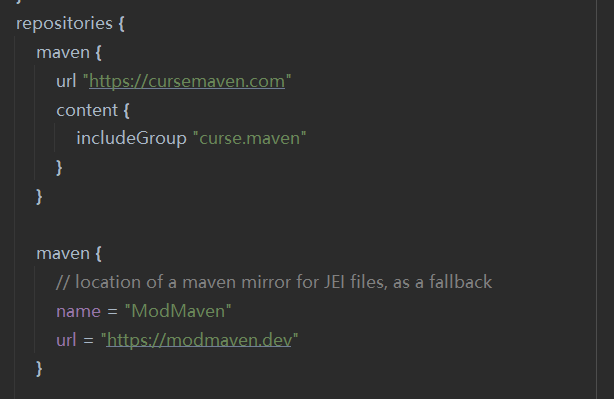 repositories {
maven {
url "https://cursemaven.com"
content {
includeGroup "curse.maven"
}
}
maven {
// location of a maven mirror for JEI files, as a fallback
name = "ModMaven"
url = "https://modmaven.dev"
}